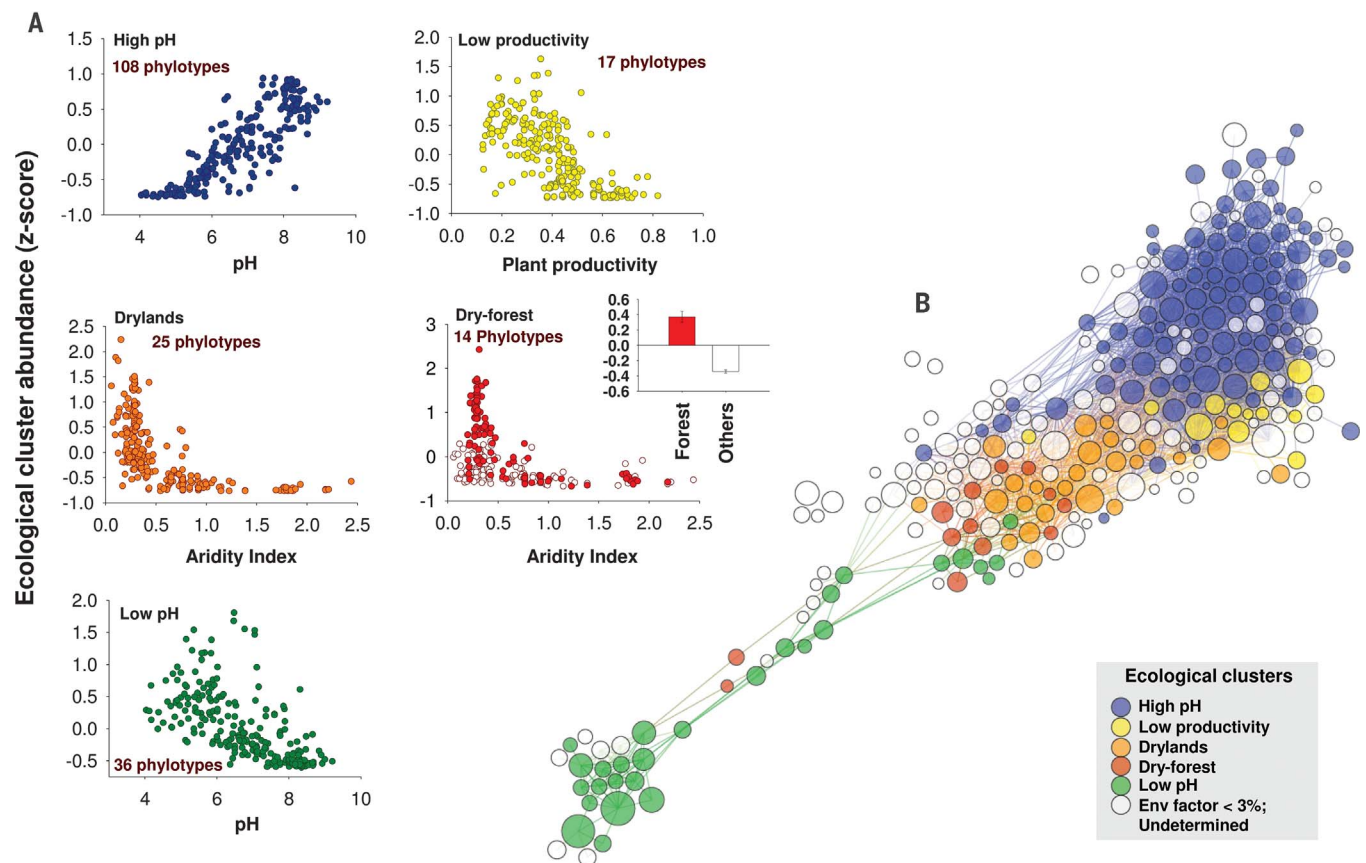 A
Ecological cluster abundance (z-score)
High pH
108 phylotypes
1.5
1.0
0.5
0.0
-0.5
-1.0
4 6 8 10
pH
Low productivity
17 phylotypes
2.0
1.5
1.0
0.5
0.0
-0.5
-1.0
0.0 0.2 0.4 0.6 0.8 1.0
Plant productivity
Drylands
25 phylotypes
2.5
2.0
1.5
1.0
0.5
0.0
-0.5
-1.0
0.0 0.5 1.0 1.5 2.0 2.5
Aridity Index
Dry-forest
14 Phylotypes
3
2
1
0
-1
0.0 0.5 1.0 1.5 2.0 2.5
Aridity Index
0.6
0.4
0.2
0.0
-0.2
-0.4
-0.6
Forest
Others
Low pH
36 phylotypes
2.0
1.5
1.0
0.5
0.0
-0.5
4 6 8 10
pH
B
Ecological clusters
High pH
Low productivity
Drylands
Dry-forest
Low pH
Env factor < 3%;
Undetermined